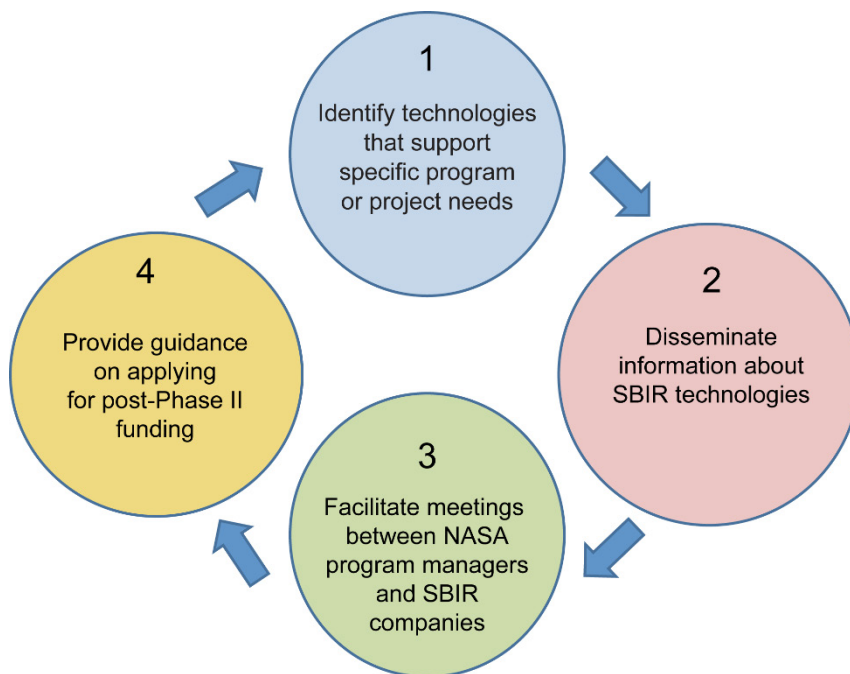 1
Identify technologies
that support
specific program
or project needs
2
Disseminate
information about
SBIR technologies
3
Facilitate meetings
between NASA
program managers
and SBIR
companies
4
Provide guidance
on applying
for post-Phase II
funding